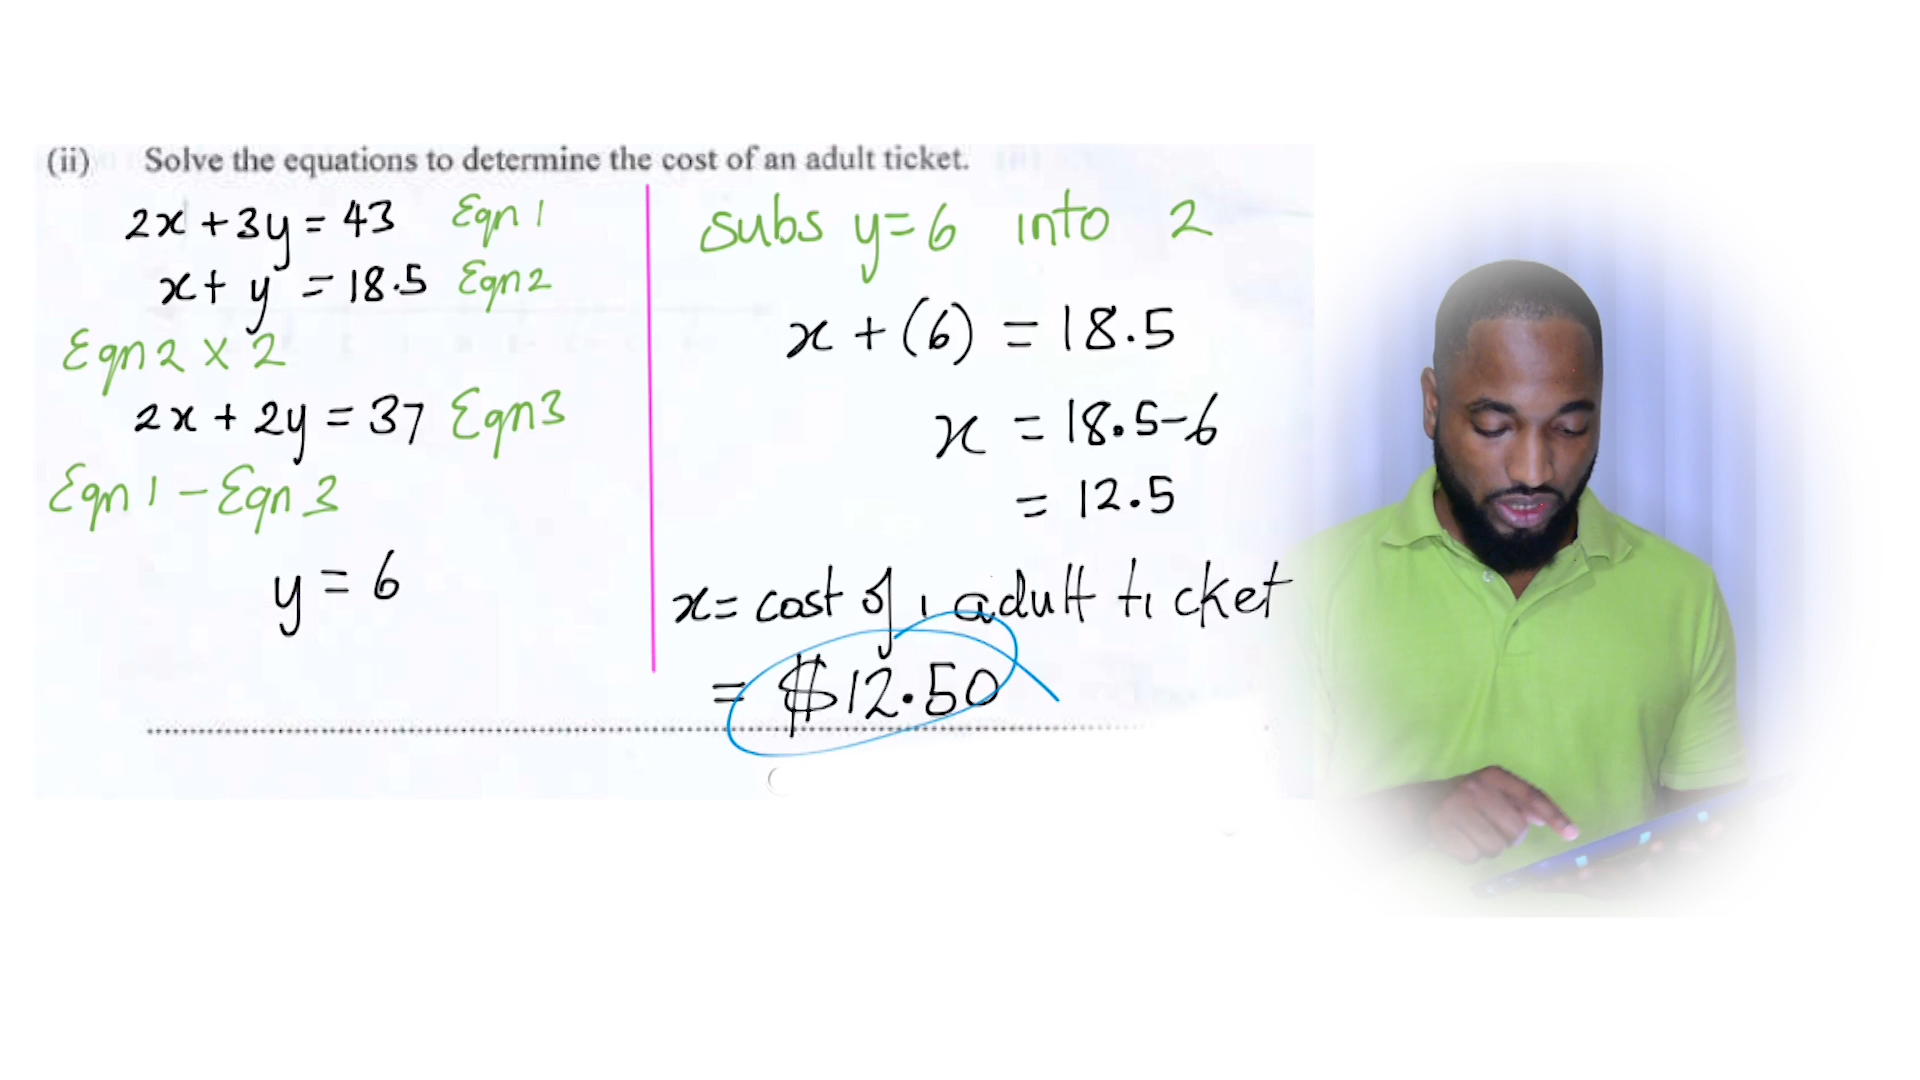 (ii) Solve the equations to determine the cost of an adult ticket.
2x + 3y = 43 Eqn 1
x + y = 18.5 Eqn 2
Eqn 2 x 2
2x + 2y = 37 Eqn 3
Eqn 1 - Eqn 3
y = 6
subs y=6 into 2
x + (6) = 18.5
x = 18.5-6
= 12.5
x= cost of 1 adult ticket
= $12.50